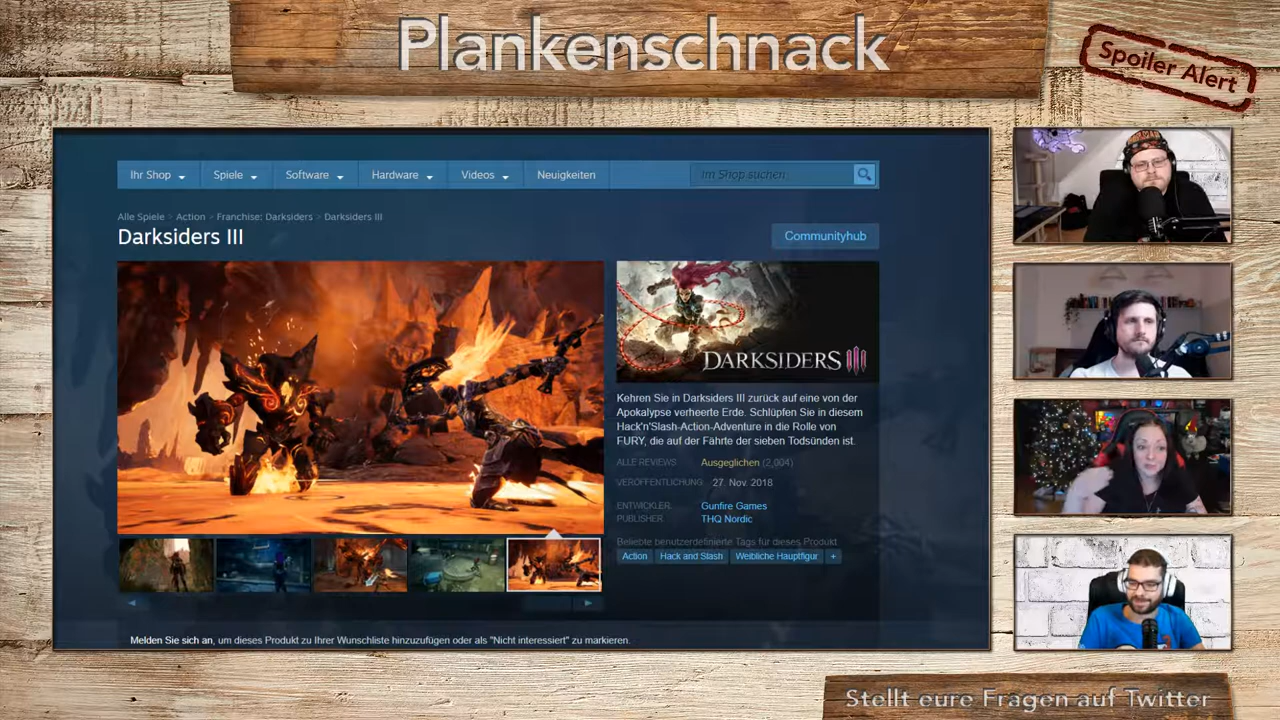 Plankenschnack
Spoiler Alert
Ihr Shop
Spiele
Software
Hardware
Videos
Neuigkeiten
Im Shop suchen
Alle Spiele > Action > Franchise: Darksiders > Darksiders III
Darksiders III
Communityhub
DARKSIDERS III
Kehren Sie in Darksiders III zurück auf eine von der
Apokalypse verheerte Erde. Schlüpfen Sie in diesem
Hack'n'Slash-Action-Adventure in die Rolle von
FURY, die auf der Fährte der sieben Todsünden ist.
ALLE REVIEWS Ausgeglichen (2,004)
VERÖFFENTLICHUNG 27. Nov. 2018
ENTWICKLER Gunfire Games
PUBLISHER THQ Nordic
Beliebte benutzerdefinierte Tags für dieses Produkt
Action Hack and Slash Weibliche Hauptfigur +
Melden Sie sich an, um dieses Produkt zu Ihrer Wunschliste hinzuzufügen oder als "Nicht interessiert" zu markieren.
Stellt eure Fragen auf Twitter